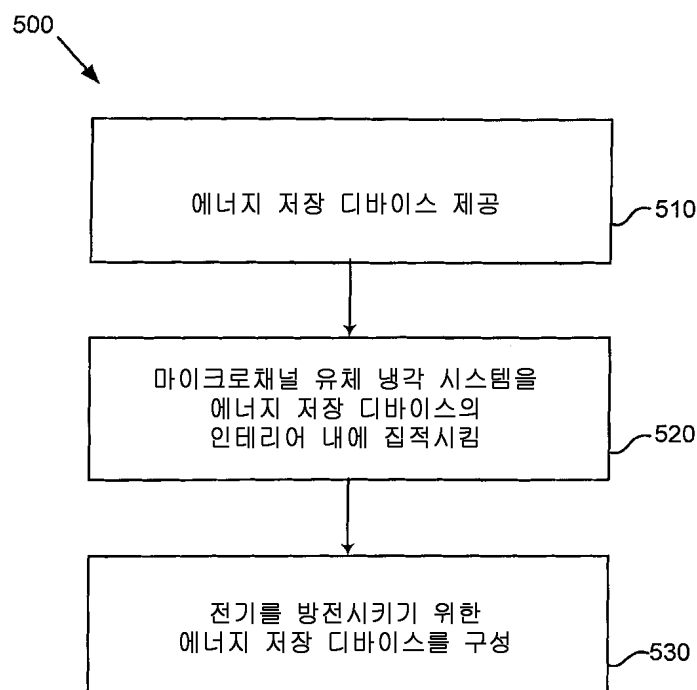 500
에너지 저장 디바이스 제공
510
마이크로채널 유체 냉각 시스템을
에너지 저장 디바이스의
인테리어 내에 집적시킴
520
전기를 방전시키기 위한
에너지 저장 디바이스를 구성
530